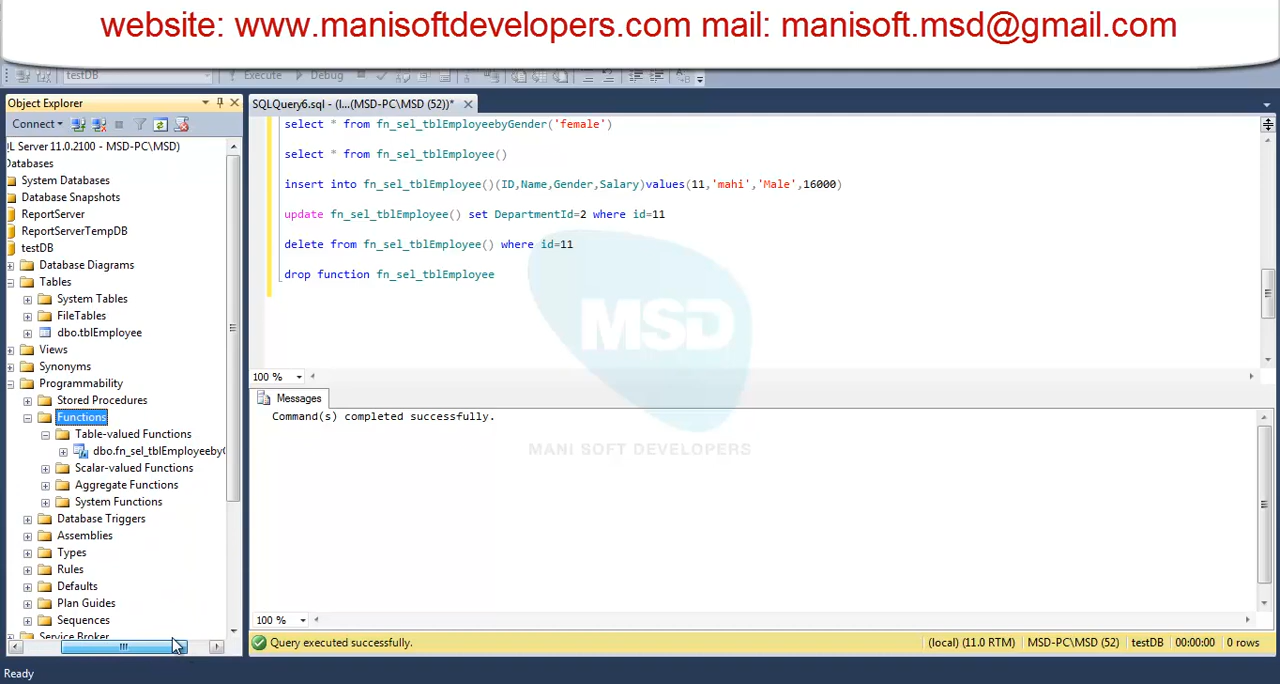 website: www.manisoftdevelopers.com mail: manisoft.msd@gmail.com
testDB
Execute
Debug
Object Explorer
SQLQuery6.sql - (l...(MSD-PC\MSD (52))*
Connect
L Server 11.0.2100 - MSD-PC\MSD)
Databases
System Databases
Database Snapshots
ReportServer
ReportServerTempDB
testDB
Database Diagrams
Tables
System Tables
FileTables
dbo.tblEmployee
Views
Synonyms
Programmability
Stored Procedures
Functions
Table-valued Functions
dbo.fn_sel_tblEmployeeby
Scalar-valued Functions
Aggregate Functions
System Functions
Database Triggers
Assemblies
Types
Rules
Defaults
Plan Guides
Sequences
Service Broker
select * from fn_sel_tblEmployeebyGender('female')
select * from fn_sel_tblEmployee()
insert into fn_sel_tblEmployee()(ID,Name,Gender,Salary)values(11,'mahi','Male',16000)
update fn_sel_tblEmployee() set DepartmentId=2 where id=11
delete from fn_sel_tblEmployee() where id=11
drop function fn_sel_tblEmployee
MSD
MANI SOFT DEVELOPERS
100 %
Messages
Command(s) completed successfully.
100 %
Query executed successfully.
(local) (11.0 RTM)
MSD-PC\MSD (52)
testDB
00:00:00
0 rows
Ready